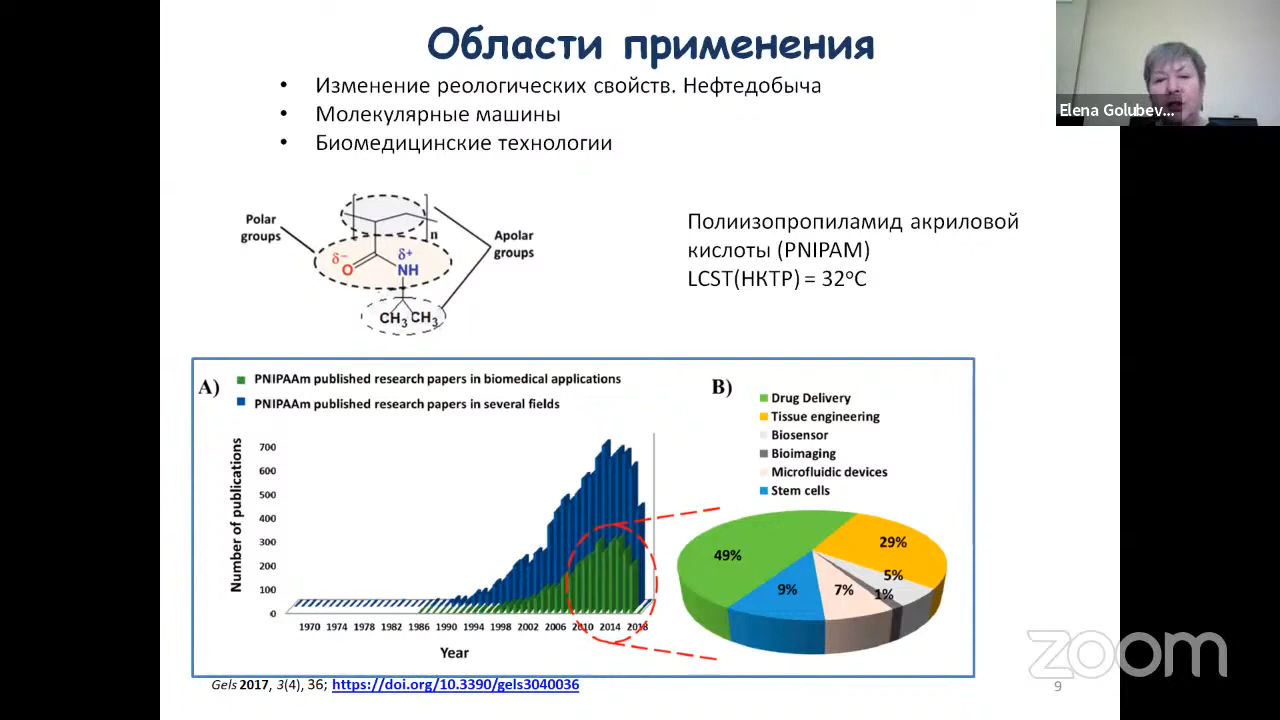 Области применения
• Изменение реологических свойств. Нефтедобыча
• Молекулярные машины
• Биомедицинские технологии
Elena Golubev...
Polar
groups
Apolar
groups
n
δ−
δ+
O
NH
CH3 CH3
Полиизопропиламид акриловой
кислоты (PNIPAM)
LCST(НКТР) = 32°C
A)
PNIPAAm published research papers in biomedical applications
PNIPAAm published research papers in several fields
Number of publications
700
600
500
400
300
200
100
0
1970 1974 1978 1982 1986 1990 1994 1998 2002 2006 2010 2014 2018
Year
B)
Drug Delivery
Tissue engineering
Biosensor
Bioimaging
Microfluidic devices
Stem cells
49%
29%
5%
1%
7%
9%
Gels 2017, 3(4), 36; https://doi.org/10.3390/gels3040036
9
zoom